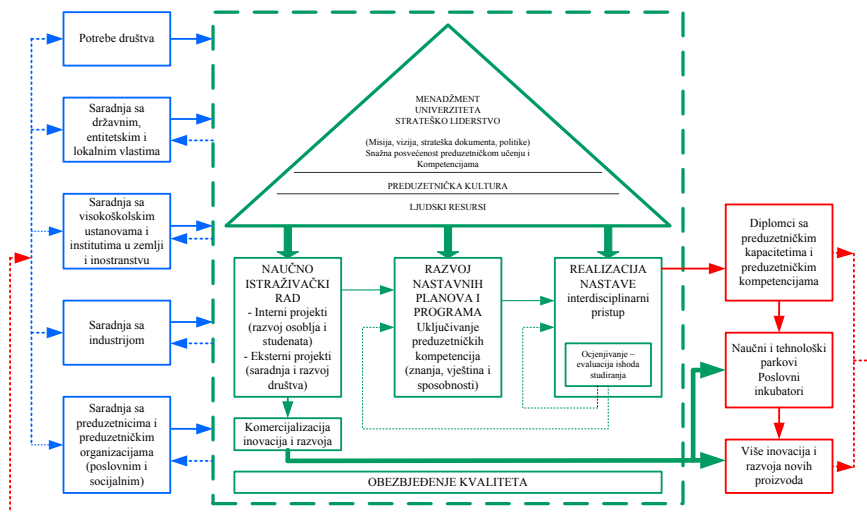 Potrebe društva
Saradnja sa
državnim,
entitetskim i
lokalnim vlastima
Saradnja sa
visokoškolskim
ustanovama i
institutima u zemlji
i inostranstvu
Saradnja sa
industrijom
Saradnja sa
preduzetnicima i
preduzetničkim
organizacijama
(poslovnim i
socijalnim)
MENADŽMENT
UNIVERZITETA
STRATEŠKO LIDERSTVO
(Misija, vizija, strateška dokumenta, politike)
Snažna posvećenost preduzetničkom učenju i
Kompetencijama
PREDUZETNIČKA KULTURA
LJUDSKI RESURSI
NAUČNO
ISTRAŽIVAČKI
RAD
- Interni projekti
(razvoj osoblja i
studenata)
- Eksterni projekti
(saradnja i razvoj
društva)
Komercijalizacija
inovacija i razvoja
RAZVOJ
NASTAVNIH
PLANOVA I
PROGRAMA
Uključivanje
preduzetničkih
kompetencija
(znanja, vještina i
sposobnosti)
REALIZACIJA
NASTAVE
interdisciplinarni
pristup
Ocjenjivanje –
evaluacija ishoda
studiranja
OBEZBJEĐENJE KVALITETA
Diplomci sa
preduzetničkim
kapacitetima i
preduzetničkim
kompetencijama
Naučni i tehnološki
parkovi
Poslovni
inkubatori
Više inovacija i
razvoja novih
proizvoda